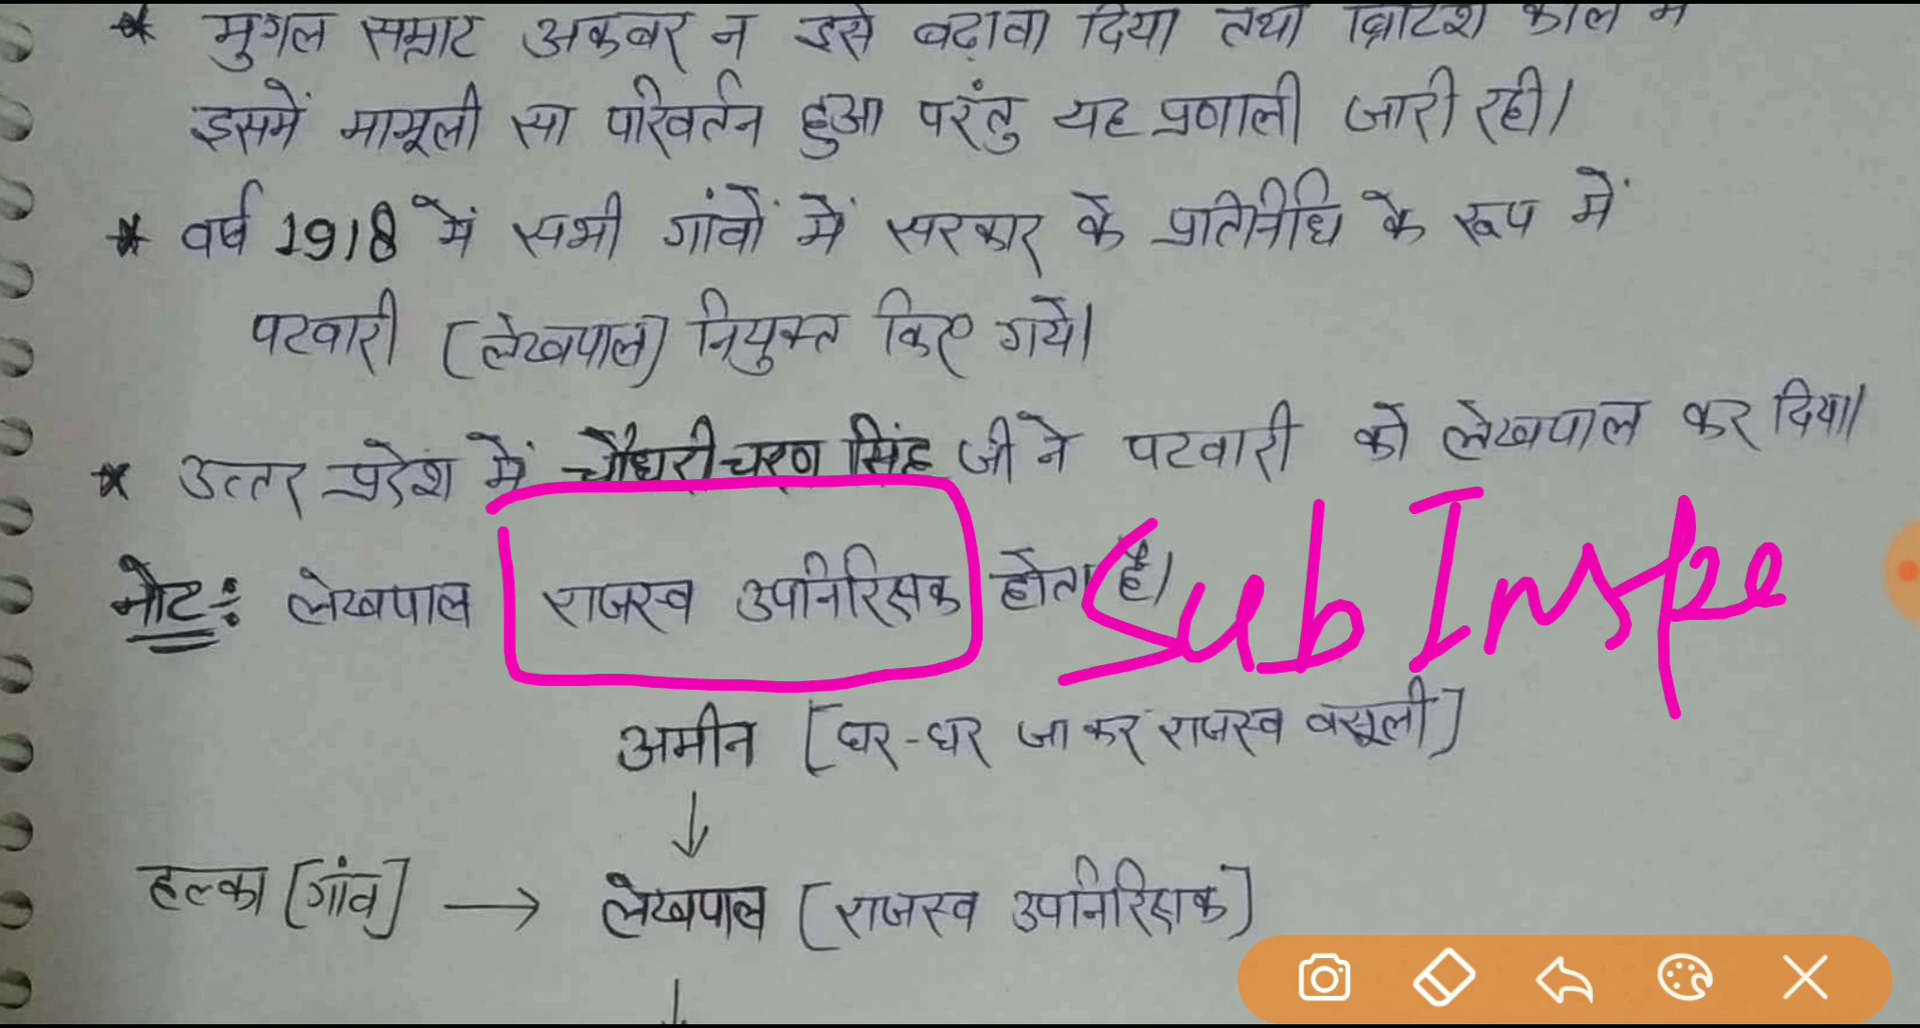 * मुगल सम्राट अकबर ने इसे बढ़ावा दिया तथा ब्रिटिश काल में
इसमें मामूली सा परिवर्तन हुआ परंतु यह प्रणाली जारी रही।
* वर्ष 1918 में सभी गांवों में सरकार के प्रतिनिधि के रूप में
पटवारी [लेखपाल] नियुक्त किए गये।
* उत्तर प्रदेश में चौधरी चरण सिंह जी ने पटवारी को लेखपाल कर दिया।
नोट:- लेखपाल राजस्व उपनिरिक्षक होता है। Sub Inspe
अमीन [घर-घर जा कर राजस्व वसूली]
↓
हल्का [गांव] → लेखपाल [राजस्व उपनिरिक्षक]
↓